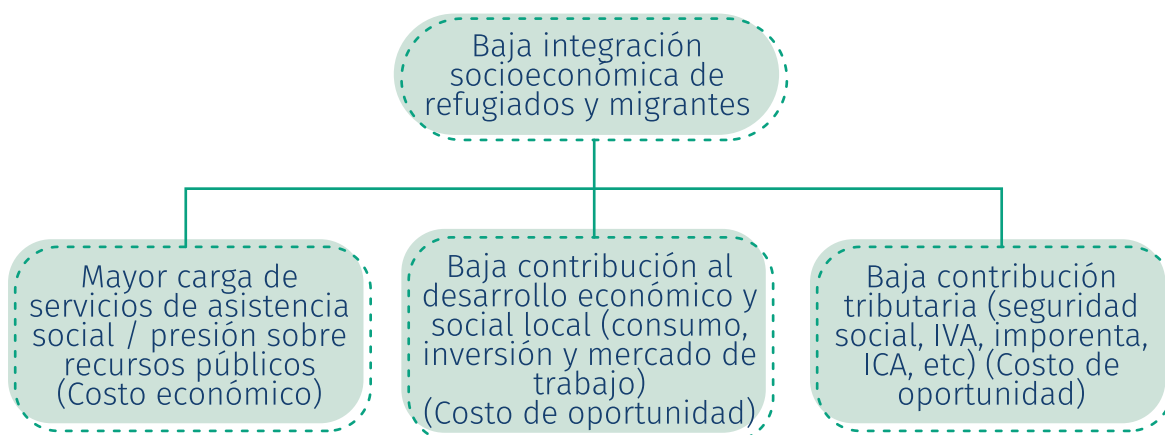 Baja integración
socioeconómica de
refugiados y migrantes
Mayor carga de
servicios de asistencia
social / presión sobre
recursos públicos
(Costo económico)
Baja contribución al
desarrollo económico y
social local (consumo,
inversión y mercado de
trabajo)
(Costo de oportunidad)
Baja contribución
tributaria (seguridad
social, IVA, imporenta,
ICA, etc) (Costo de
oportunidad)